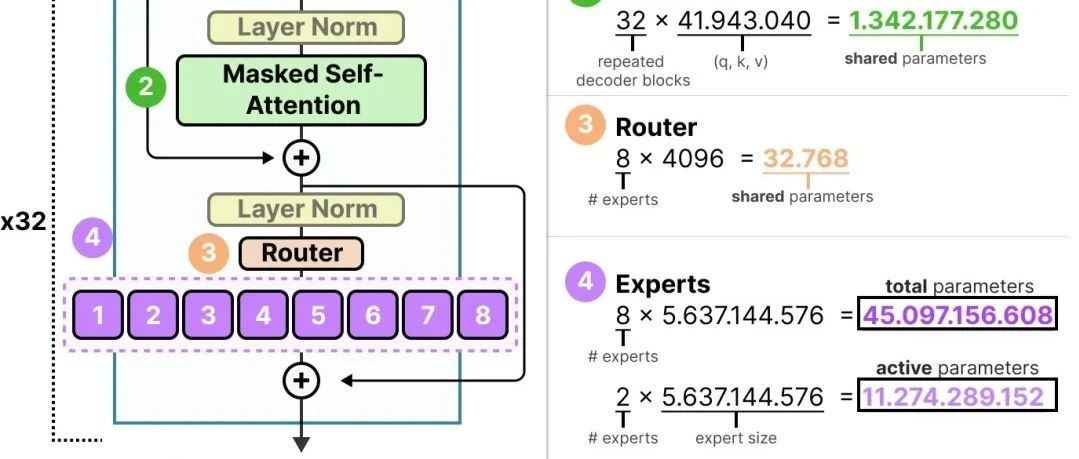 Layer Norm
2
Masked Self-
Attention
+
Layer Norm
x32
4
3
Router
1 2 3 4 5 6 7 8
+
32 × 41.943.040 = 1.342.177.280
repeated
decoder blocks
(q, k, v)
shared parameters
3 Router
8 × 4096 = 32.768
# experts
shared parameters
4 Experts
total parameters
8 × 5.637.144.576 = 45.097.156.608
# experts
active parameters
2 × 5.637.144.576 = 11.274.289.152
# experts
expert size